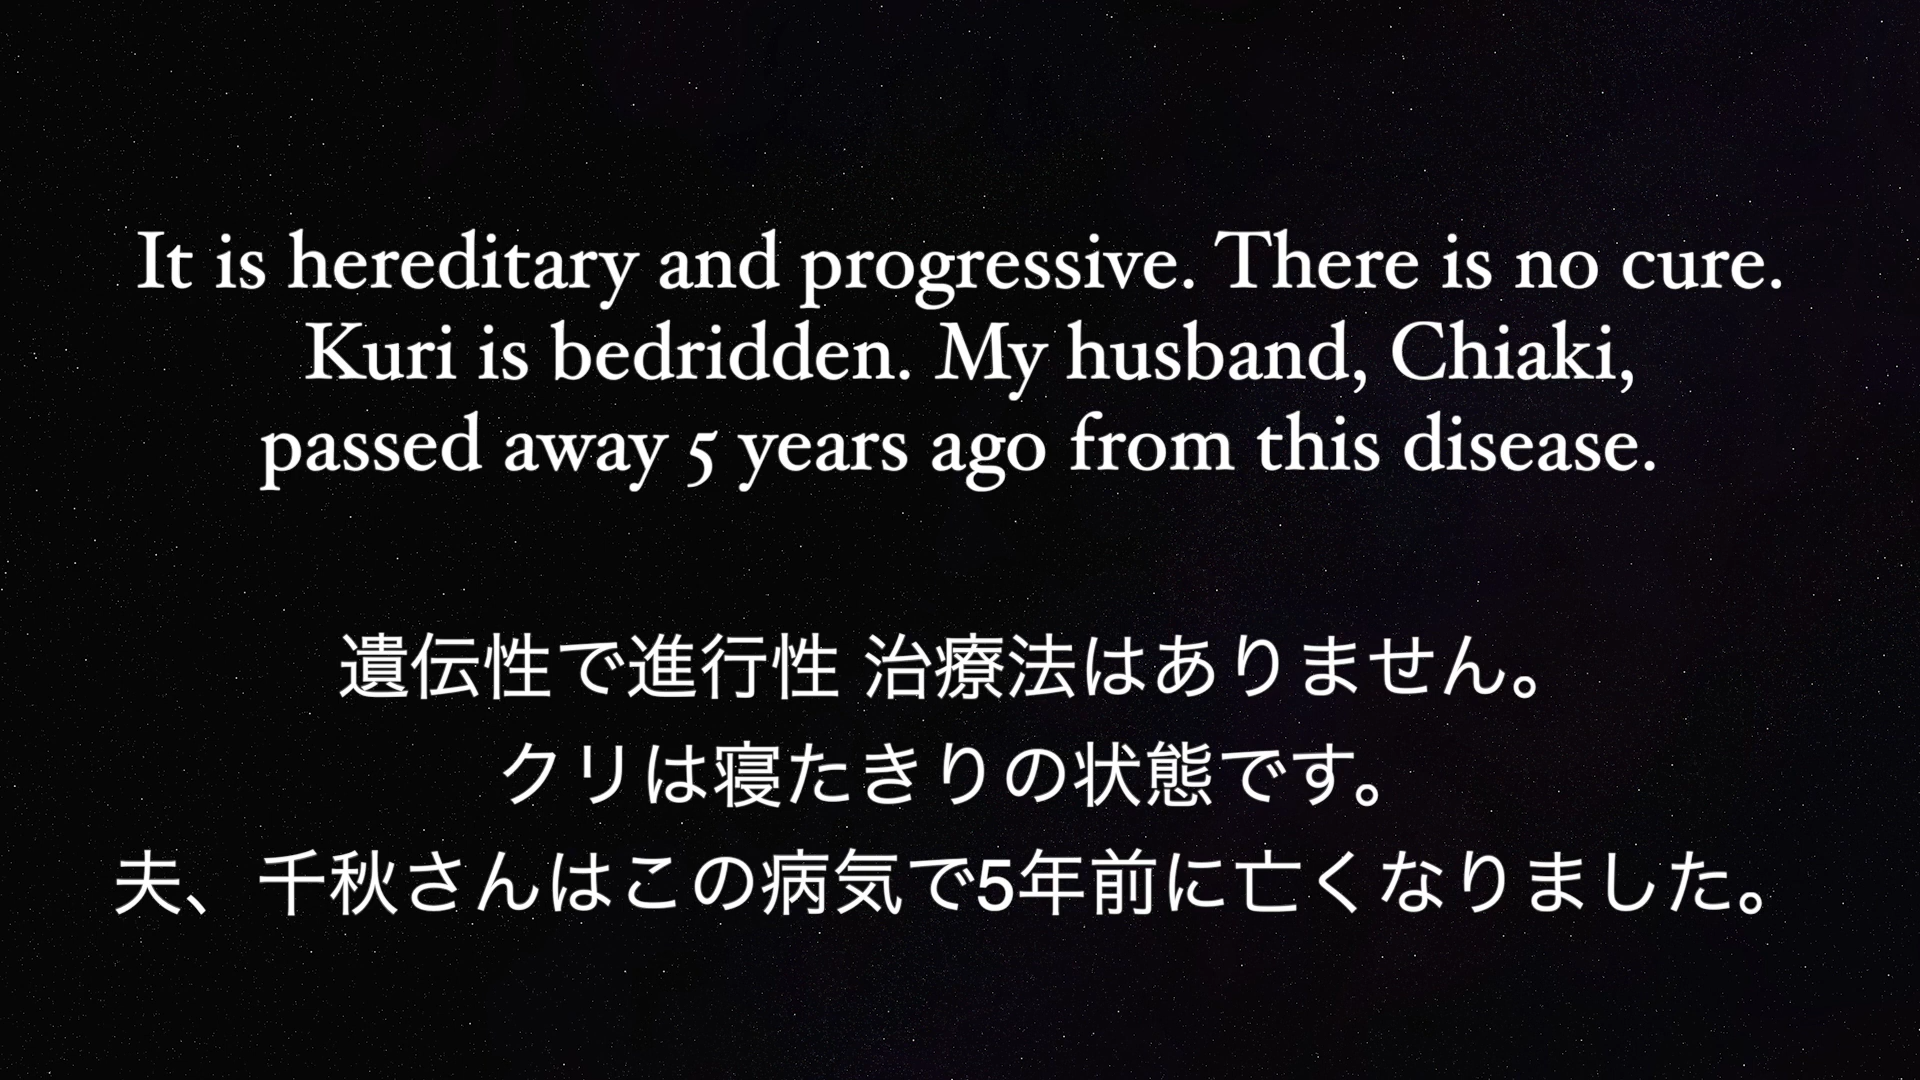 It is hereditary and progressive. There is no cure.
Kuri is bedridden. My husband, Chiaki,
passed away 5 years ago from this disease.
遺伝性で進行性 治療法はありません。
クリは寝たきりの状態です。
夫、千秋さんはこの病気で5年前に亡くなりました。